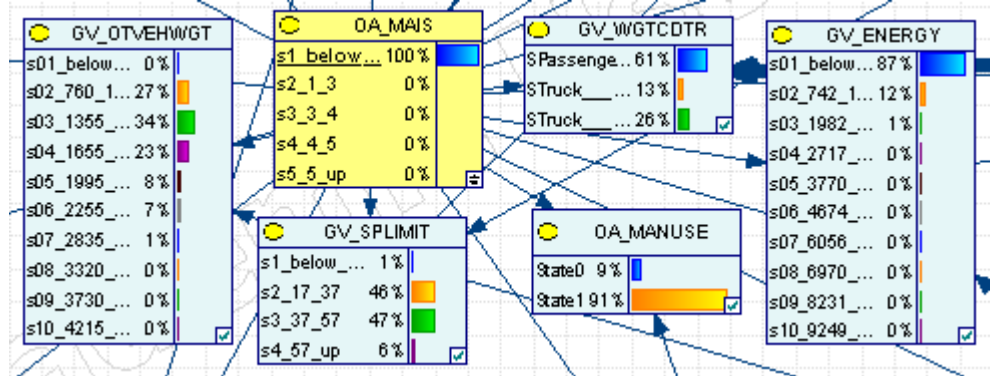 GV_OTVEHWGT
s01_below... 0%
s02_760_1... 27%
s03_1355_... 34%
s04_1655_... 23%
s05_1995_... 8%
s06_2255_... 7%
s07_2835_... 1%
s08_3320_... 0%
s09_3730_... 0%
s10_4215_... 0%
OA_MAIS
s1_below_... 100%
s2_1_3 0%
s3_3_4 0%
s4_4_5 0%
s5_5_up 0%
GV_WGTCDTR
SPassenge... 61%
STruck___... 13%
STruck___... 26%
GV_ENERGY
s01_below... 87%
s02_742_1... 12%
s03_1982_... 1%
s04_2717_... 0%
s05_3770_... 0%
s06_4674_... 0%
s07_6056_... 0%
s08_6970_... 0%
s09_8231_... 0%
s10_9249_... 0%
GV_SPLIMIT
s1_below_... 1%
s2_17_37 46%
s3_37_57 47%
s4_57_up 6%
OA_MANUSE
State0 9%
State1 91%